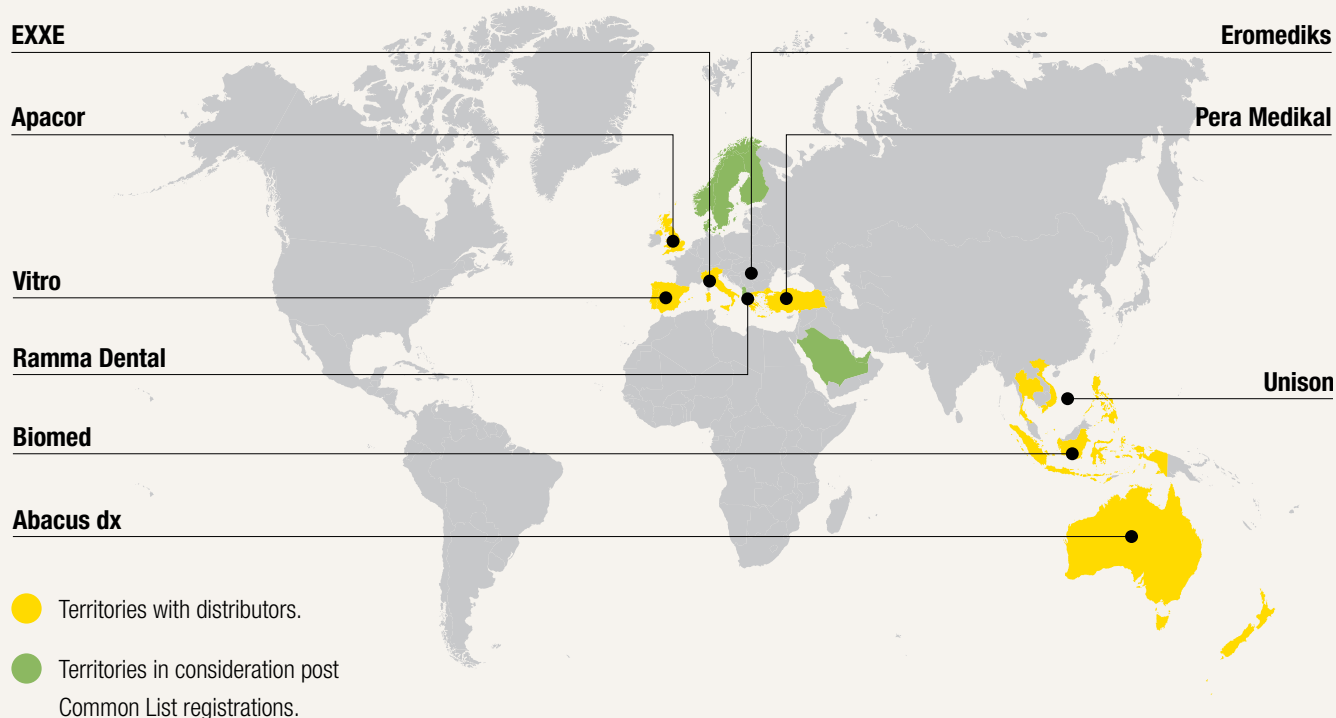 EXXE
Eromediks
Apacor
Pera Medikal
Vitro
Ramma Dental
Unison
Biomed
Abacus dx
Territories with distributors.
Territories in consideration post
Common List registrations.